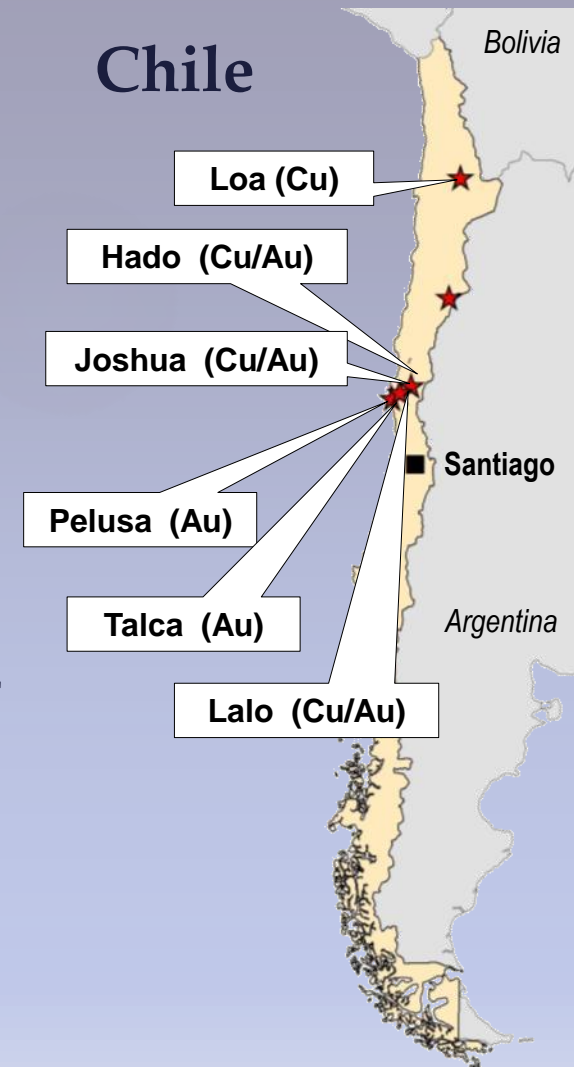 Chile
Bolivia
Loa (Cu)
Hado (Cu/Au)
Joshua (Cu/Au)
Santiago
Pelusa (Au)
Talca (Au)
Argentina
Lalo (Cu/Au)